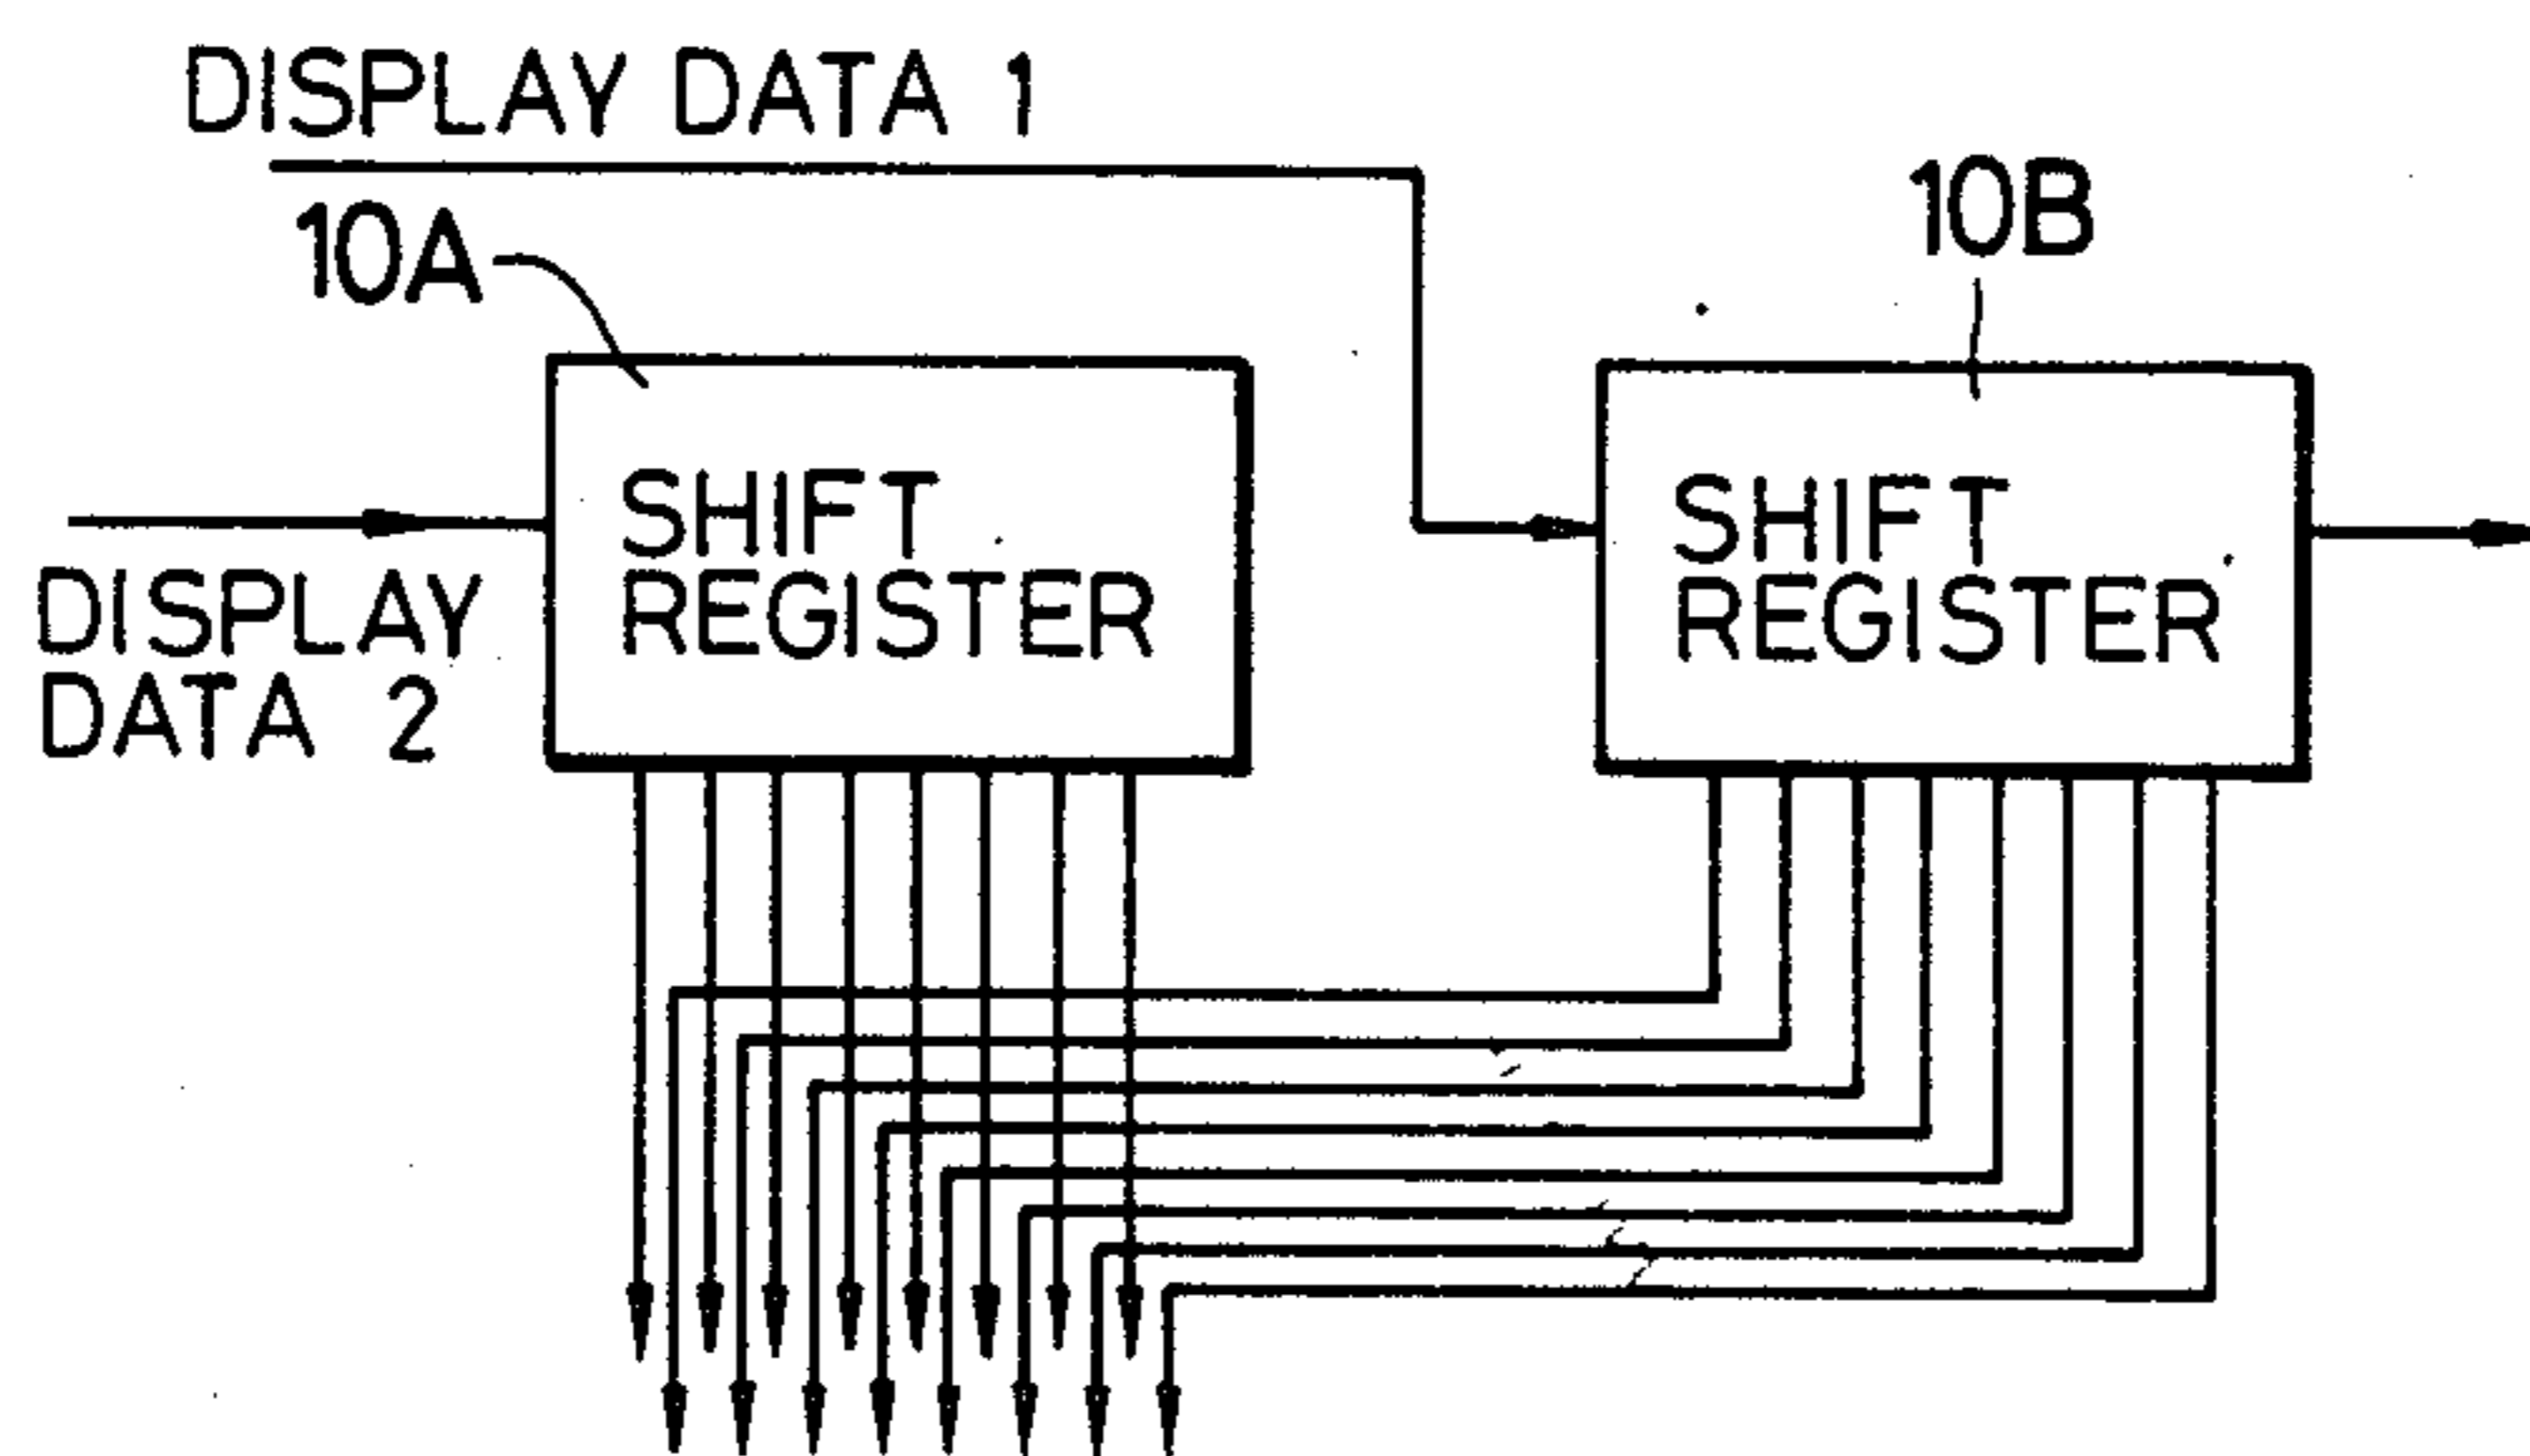 DISPLAY DATA 1
10A
10B
SHIFT
REGISTER
SHIFT
REGISTER
DISPLAY
DATA 2